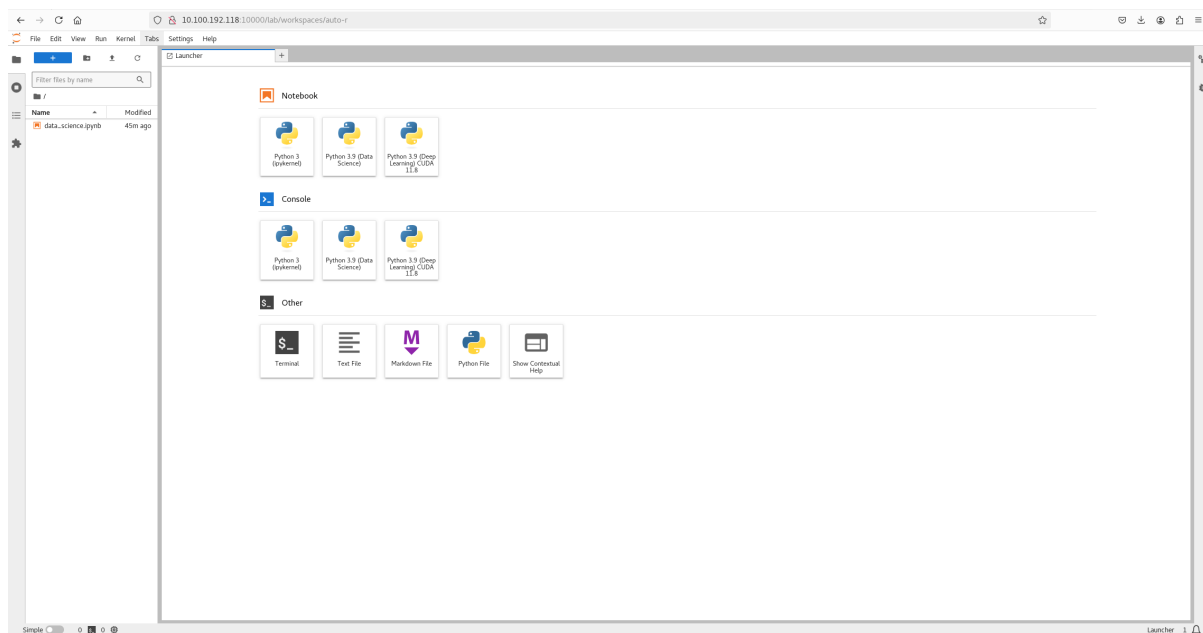 10.100.192.118:10000/lab/workspaces/auto-r
File Edit View Run Kernel Tabs Settings Help
+
Launcher
+
Filter files by name
/
Name Modified
data_science.ipynb 45m ago
Notebook
Python 3
(ipykernel)
Python 3.9 (Data
Science)
Python 3.9 (Deep
Learning) CUDA
11.8
>_ Console
Python 3
(ipykernel)
Python 3.9 (Data
Science)
Python 3.9 (Deep
Learning) CUDA
11.8
$_ Other
$_
Terminal
Text File
M
Markdown File
Python File
Show Contextual
Help
Simple 0 $_ 0 Launcher 1